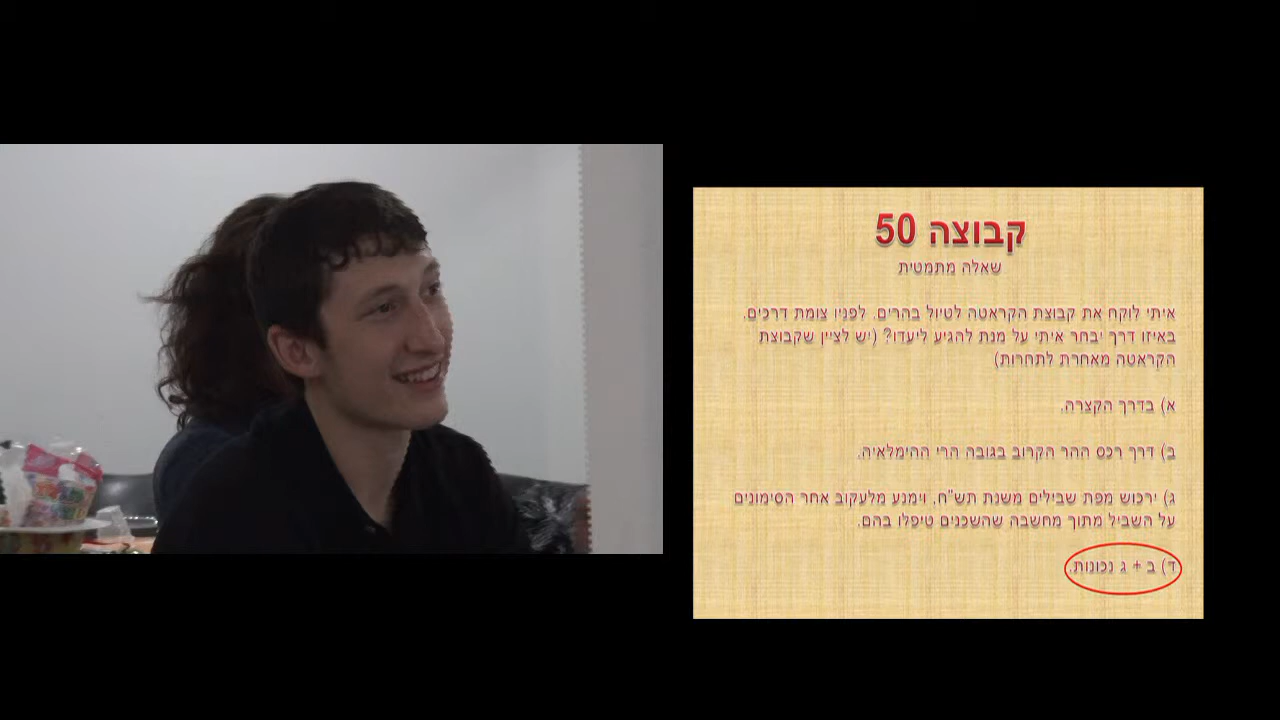 קבוצה 50
שאלה מתמטית
איתי לוקח את קבוצת הקראטה לטיול בהרים. לפניו צומת דרכים.
באיזו דרך יבחר איתי על מנת להגיע ליעדו? (יש לציין שקבוצת
הקראטה מאחרת לתחרות)
א) בדרך הקצרה.
ב) דרך רכס ההר הקרוב בגובה הרי ההימלאיה.
ג) ירכוש מפת שבילים משנת תש"ח, וימנע מלעקוב אחר הסימונים
על השביל מתוך מחשבה שהשכנים טיפלו בהם.
ד) ב + ג נכונות.